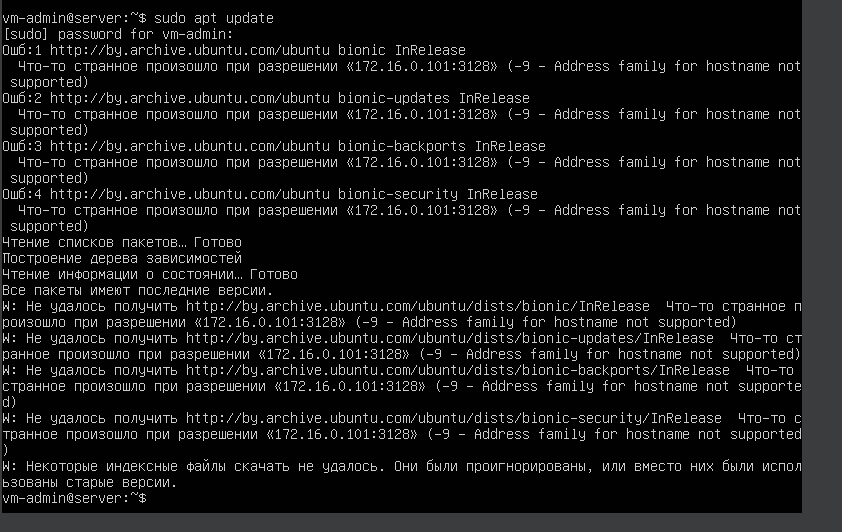 vm-admin@server:~$ sudo apt update
[sudo] password for vm-admin:
Ошб:1 http://by.archive.ubuntu.com/ubuntu bionic InRelease
  Что-то странное произошло при разрешении «172.16.0.101:3128» (-9 - Address family for hostname not
 supported)
Ошб:2 http://by.archive.ubuntu.com/ubuntu bionic-updates InRelease
  Что-то странное произошло при разрешении «172.16.0.101:3128» (-9 - Address family for hostname not
 supported)
Ошб:3 http://by.archive.ubuntu.com/ubuntu bionic-backports InRelease
  Что-то странное произошло при разрешении «172.16.0.101:3128» (-9 - Address family for hostname not
 supported)
Ошб:4 http://by.archive.ubuntu.com/ubuntu bionic-security InRelease
  Что-то странное произошло при разрешении «172.16.0.101:3128» (-9 - Address family for hostname not
 supported)
Чтение списков пакетов… Готово
Построение дерева зависимостей
Чтение информации о состоянии… Готово
Все пакеты имеют последние версии.
W: Не удалось получить http://by.archive.ubuntu.com/ubuntu/dists/bionic/InRelease  Что-то странное п
роизошло при разрешении «172.16.0.101:3128» (-9 - Address family for hostname not supported)
W: Не удалось получить http://by.archive.ubuntu.com/ubuntu/dists/bionic-updates/InRelease  Что-то ст
ранное произошло при разрешении «172.16.0.101:3128» (-9 - Address family for hostname not supported)
W: Не удалось получить http://by.archive.ubuntu.com/ubuntu/dists/bionic-backports/InRelease  Что-то
странное произошло при разрешении «172.16.0.101:3128» (-9 - Address family for hostname not supporte
d)
W: Не удалось получить http://by.archive.ubuntu.com/ubuntu/dists/bionic-security/InRelease  Что-то с
транное произошло при разрешении «172.16.0.101:3128» (-9 - Address family for hostname not supported
)
W: Некоторые индексные файлы скачать не удалось. Они были проигнорированы, или вместо них были испол
ьзованы старые версии.
vm-admin@server:~$